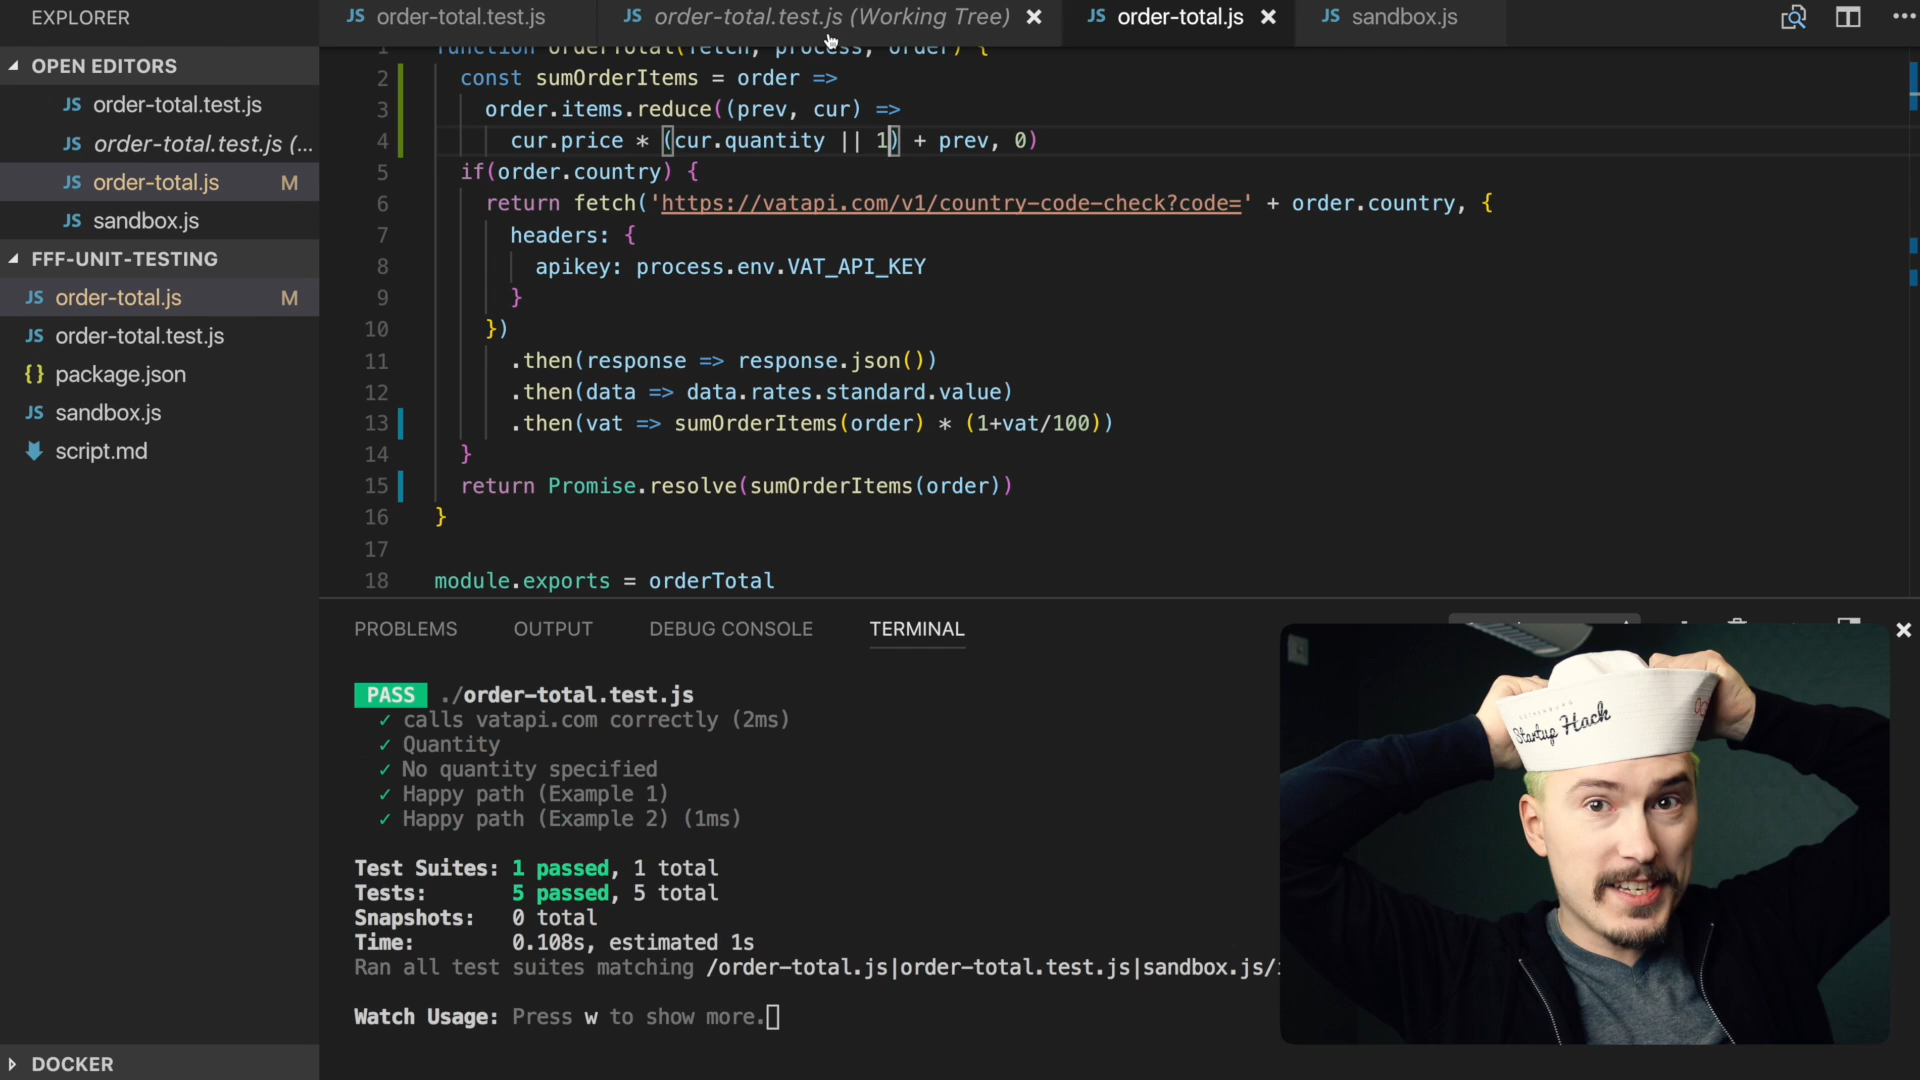 EXPLORER
OPEN EDITORS
JS order-total.test.js
JS order-total.test.js (...
JS order-total.js M
JS sandbox.js
FFF-UNIT-TESTING
JS order-total.js M
JS order-total.test.js
{} package.json
JS sandbox.js
script.md
DOCKER
JS order-total.test.js
JS order-total.test.js (Working Tree)
JS order-total.js
JS sandbox.js
1 function orderTotal(fetch, process, order) {
2 const sumOrderItems = order =>
3 order.items.reduce((prev, cur) =>
4 cur.price * (cur.quantity || 1) + prev, 0)
5 if(order.country) {
6 return fetch('https://vatapi.com/v1/country-code-check?code=' + order.country, {
7 headers: {
8 apikey: process.env.VAT_API_KEY
9 }
10 })
11 .then(response => response.json())
12 .then(data => data.rates.standard.value)
13 .then(vat => sumOrderItems(order) * (1+vat/100))
14 }
15 return Promise.resolve(sumOrderItems(order))
16 }
17
18 module.exports = orderTotal
PROBLEMS OUTPUT DEBUG CONSOLE TERMINAL
PASS ./order-total.test.js
✓ calls vatapi.com correctly (2ms)
✓ Quantity
✓ No quantity specified
✓ Happy path (Example 1)
✓ Happy path (Example 2) (1ms)
Test Suites: 1 passed, 1 total
Tests: 5 passed, 5 total
Snapshots: 0 total
Time: 0.108s, estimated 1s
Ran all test suites matching /order-total.js|order-total.test.js|sandbox.js/
Watch Usage: Press w to show more.
Startup Hack